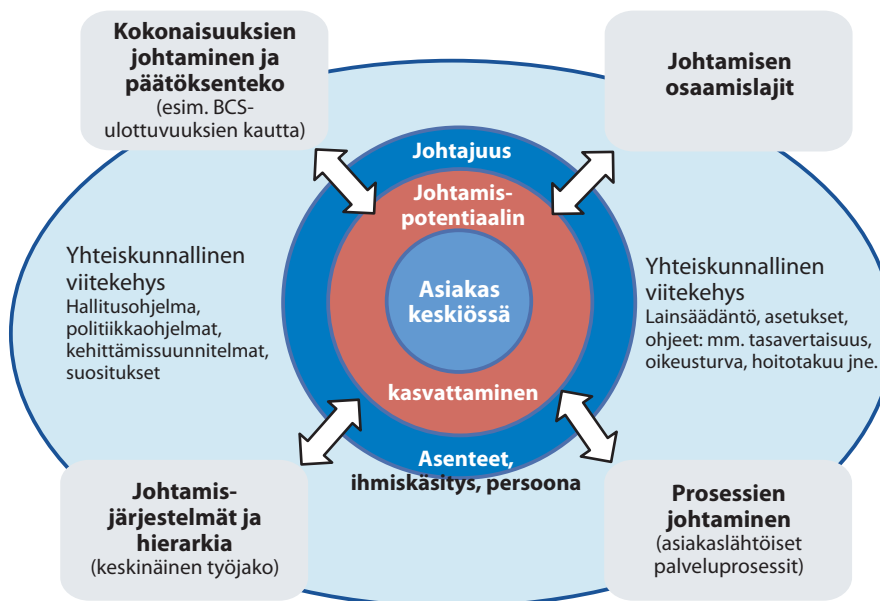 Kokonaisuuksien
johtaminen ja
päätöksenteko
(esim. BCS-
ulottuvuuksien kautta)
Johtamisen
osaamislajit
Johtajuus
Johtamis-
potentiaalin
Asiakas
keskiössä
kasvattaminen
Asenteet,
ihmiskäsitys, persoona
Yhteiskunnallinen
viitekehys
Hallitusohjelma,
politiikkaohjelmat,
kehittämissuunnitelmat,
suositukset
Yhteiskunnallinen
viitekehys
Lainsäädäntö, asetukset,
ohjeet: mm. tasavertaisuus,
oikeusturva, hoitotakuu jne.
Johtamis-
järjestelmät ja
hierarkia
(keskinäinen työjako)
Prosessien
johtaminen
(asiakaslähtöiset
palveluprosessit)